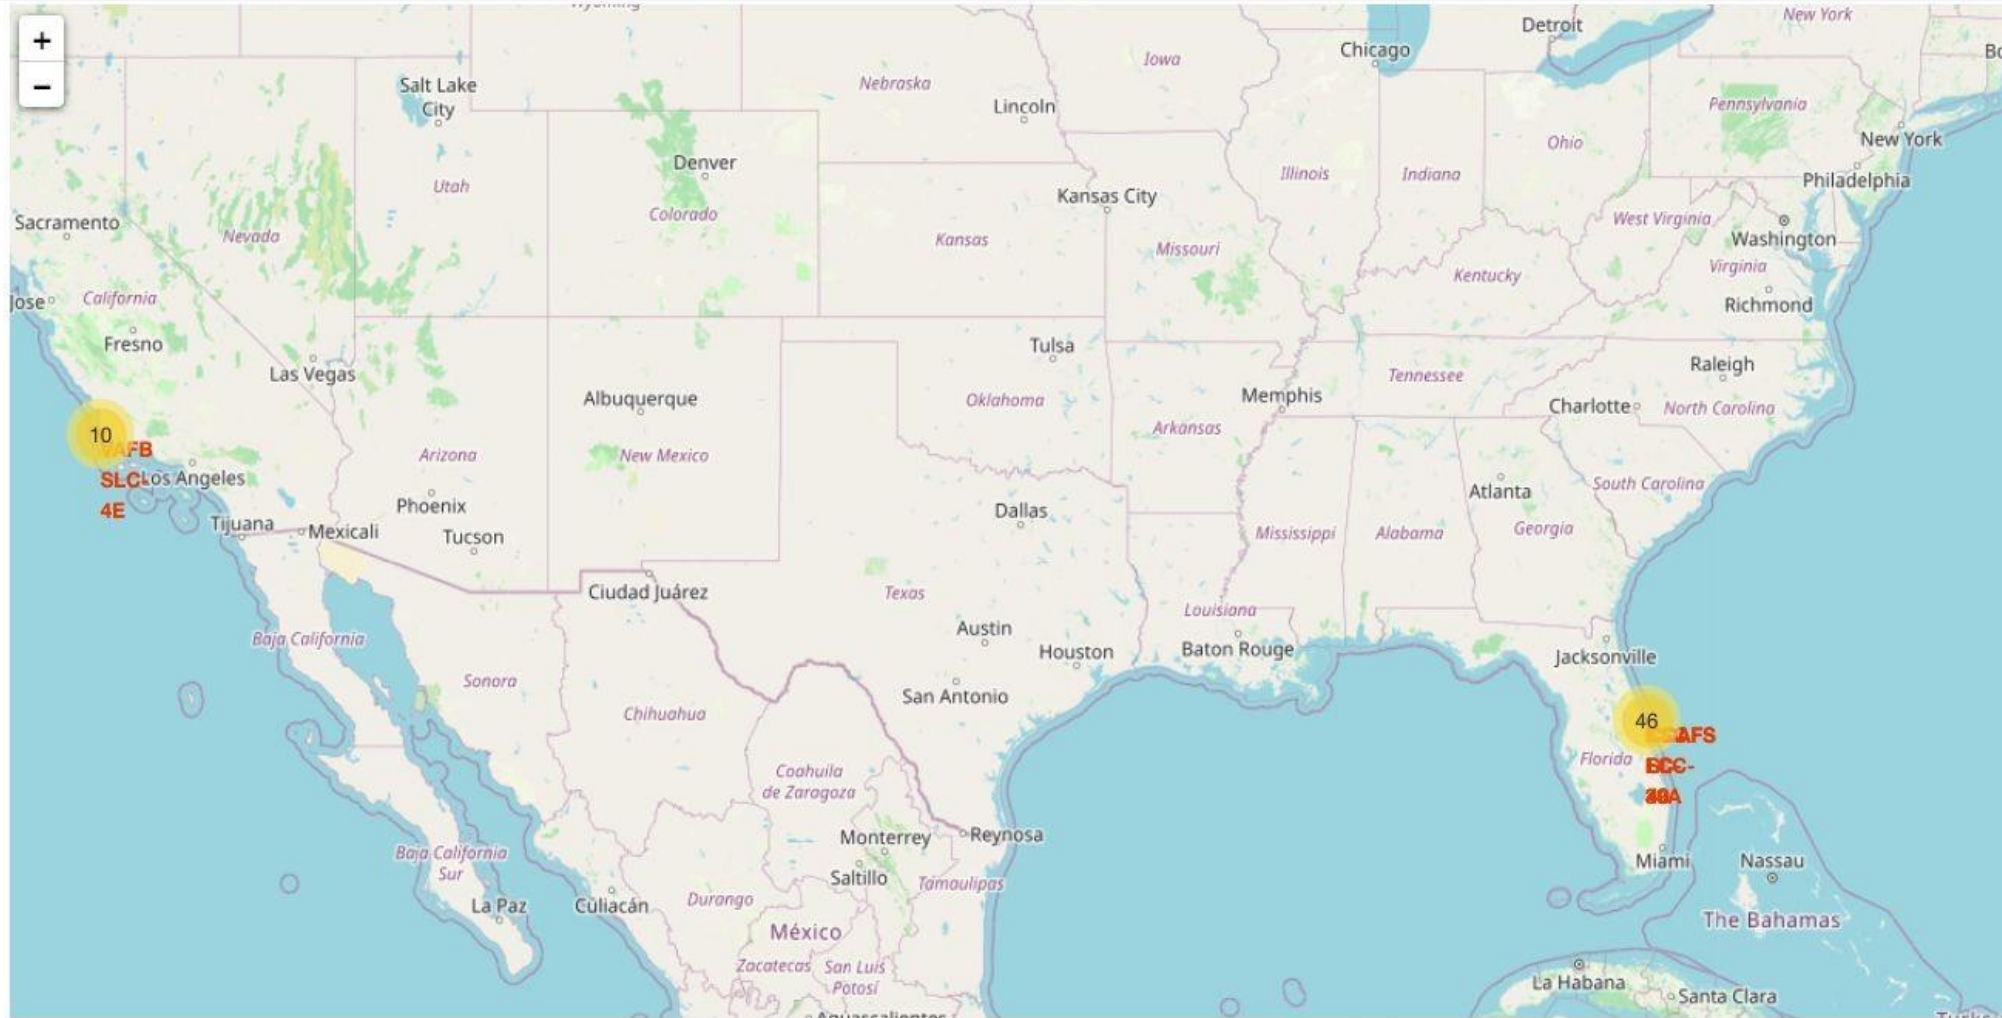 +
−
Wyoming
Detroit
New York
Chicago
Iowa
Salt Lake
City
Nebraska
Lincoln
Pennsylvania
New York
Ohio
Denver
Utah
Illinois
Indiana
Philadelphia
Kansas City
Colorado
Sacramento
Nevada
Kansas
Missouri
West Virginia
Washington
Virginia
Kentucky
California
Jose
Richmond
Fresno
Las Vegas
Tulsa
Raleigh
Tennessee
Albuquerque
Oklahoma
Memphis
Charlotte
North Carolina
Arkansas
10
Arizona
New Mexico
SLC-
Los Angeles
4E
South Carolina
Atlanta
Phoenix
Dallas
Tijuana
Mexicali
Tucson
Mississippi
Alabama
Georgia
Ciudad Juárez
Texas
Louisiana
Austin
Baja California
Houston
Baton Rouge
Jacksonville
Sonora
San Antonio
Chihuahua
46
Florida
Coahuila
de Zaragoza
Monterrey
Reynosa
Baja California
Sur
Saltillo
Tamaulipas
Miami
Nassau
La Paz
Culiacán
Durango
México
The Bahamas
Zacatecas
San Luis
Potosí
La Habana
Santa Clara
Aguascalientes